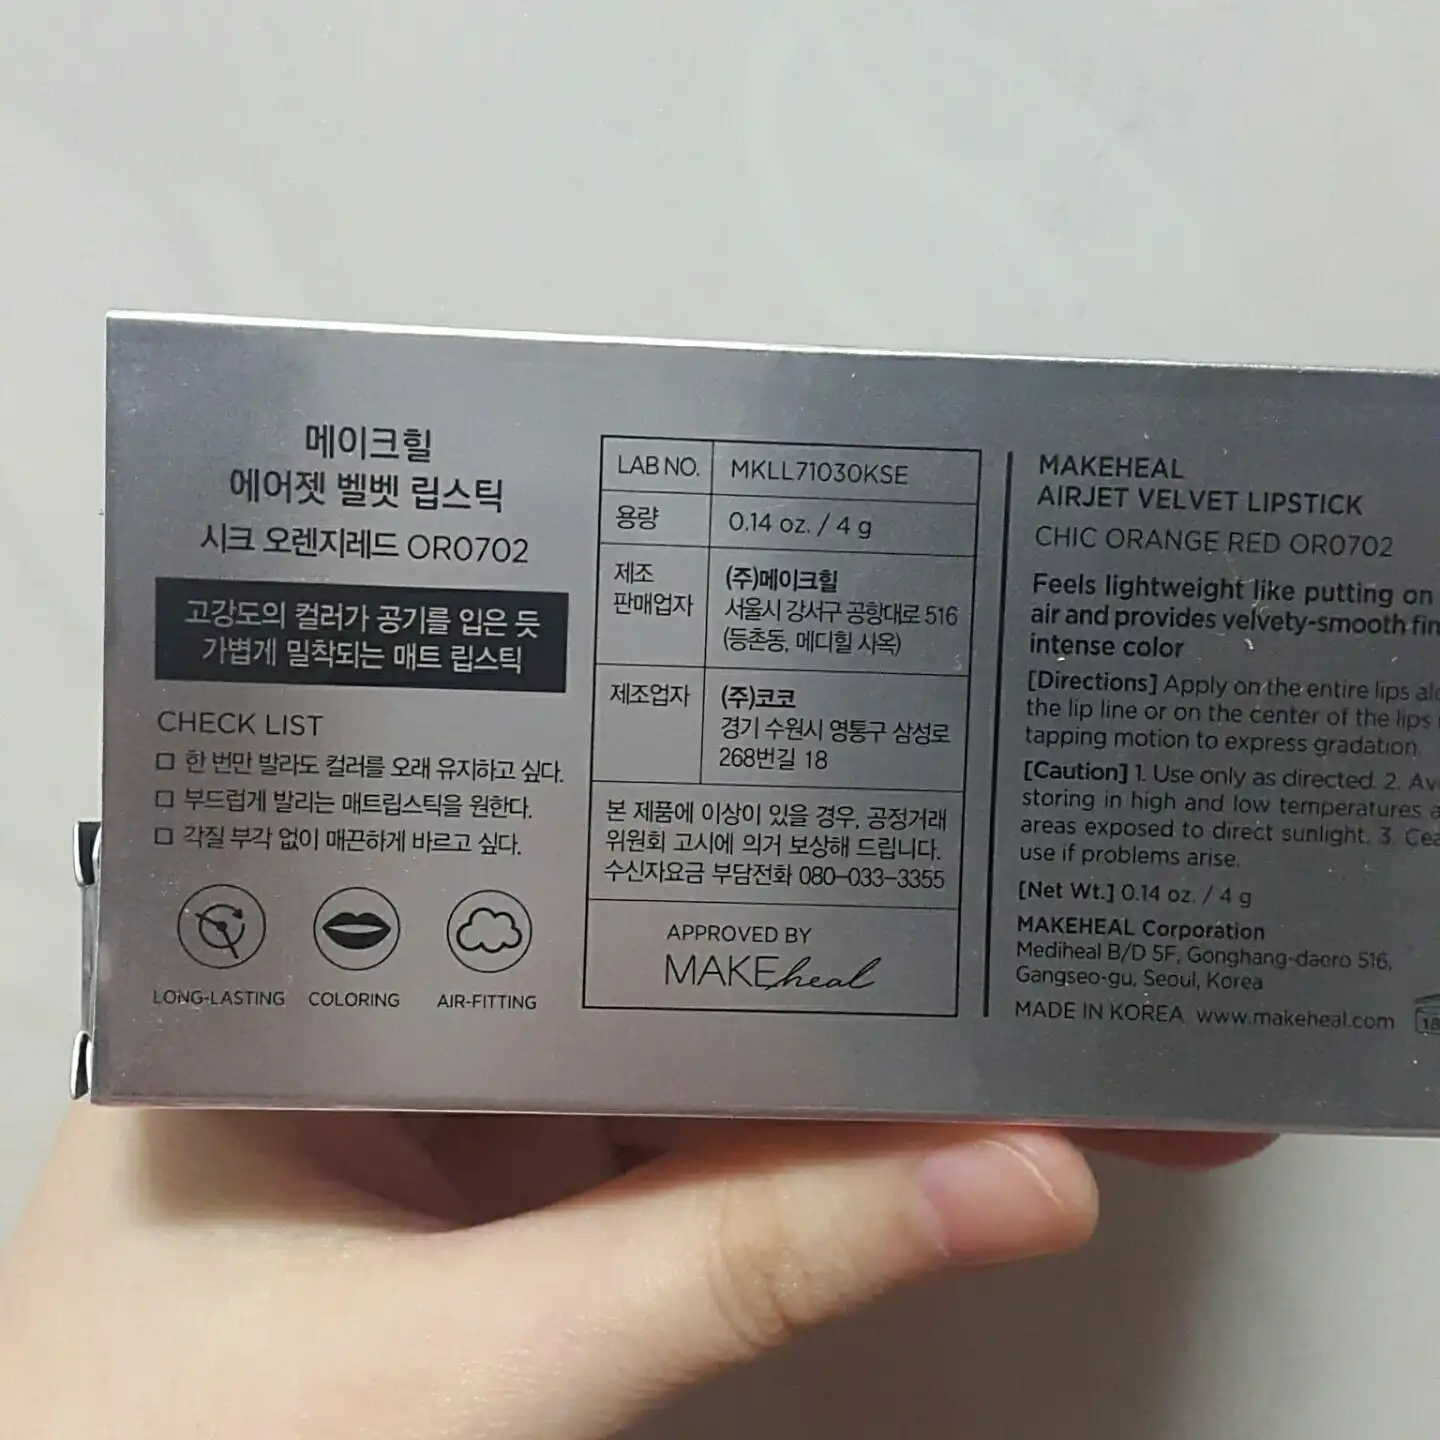 메이크힐
에어젯 벨벳 립스틱
시크 오렌지레드 OR0702
고강도의 컬러가 공기를 입은 듯
가볍게 밀착되는 매트 립스틱
CHECK LIST
□ 한 번만 발라도 컬러를 오래 유지하고 싶다.
□ 부드럽게 발리는 매트립스틱을 원한다.
□ 각질 부각 없이 매끈하게 바르고 싶다.
LONG-LASTING COLORING AIR-FITTING
LAB NO. MKLL71030KSE
용량 0.14 oz. / 4 g
제조
판매업자
(주)메이크힐
서울시 강서구 공항대로 516
(등촌동, 메디힐 사옥)
제조업자
(주)코코
경기 수원시 영통구 삼성로
268번길 18
본 제품에 이상이 있을 경우, 공정거래
위원회 고시에 의거 보상해 드립니다.
수신자요금 부담전화 080-033-3355
APPROVED BY
MAKEheal
MAKEHEAL
AIRJET VELVET LIPSTICK
CHIC ORANGE RED OR0702
Feels lightweight like putting on
air and provides velvety-smooth
intense color
[Directions] Apply on the entire lips
the lip line or on the center of the lips
tapping motion to express gradation.
[Caution] 1. Use only as directed. 2.
storing in high and low temperatures
areas exposed to direct sunlight. 3.
use if problems arise.
[Net Wt.] 0.14 oz. / 4 g
MAKEHEAL Corporation
Mediheal B/D 5F, Gonghang-daero 516,
Gangseo-gu, Seoul, Korea
MADE IN KOREA www.makeheal.com